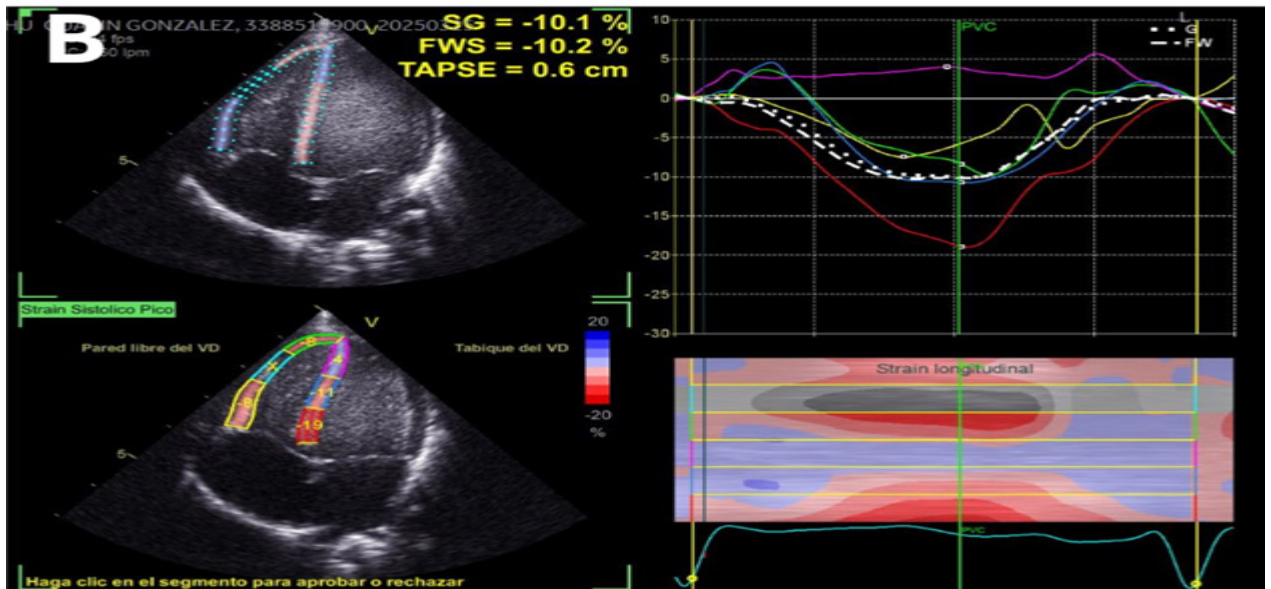 B
GONZALEZ,
fps
lpm
V
SG = -10.1 %
FWS = -10.2 %
TAPSE = 0.6 cm
5
10
5
0
-5
-10
-15
-20
-25
-30
PVC
L
G
FW
Strain Sistolico Pico
V
Pared libre del VD
Tabique del VD
20
-20
%
-8
X
-8
4
-11
-19
5
Haga clic en el segmento para aprobar o rechazar
Strain longitudinal
PVC